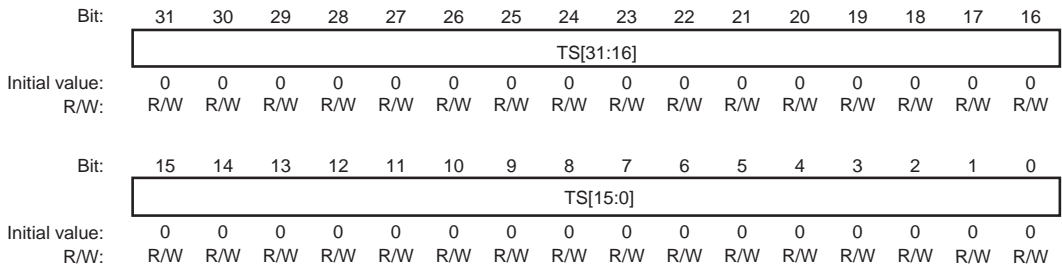 Bit: 31 30 29 28 27 26 25 24 23 22 21 20 19 18 17 16
TS[31:16]
Initial value: 0 0 0 0 0 0 0 0 0 0 0 0 0 0 0 0
R/W: R/W R/W R/W R/W R/W R/W R/W R/W R/W R/W R/W R/W R/W R/W R/W R/W
Bit: 15 14 13 12 11 10 9 8 7 6 5 4 3 2 1 0
TS[15:0]
Initial value: 0 0 0 0 0 0 0 0 0 0 0 0 0 0 0 0
R/W: R/W R/W R/W R/W R/W R/W R/W R/W R/W R/W R/W R/W R/W R/W R/W R/W